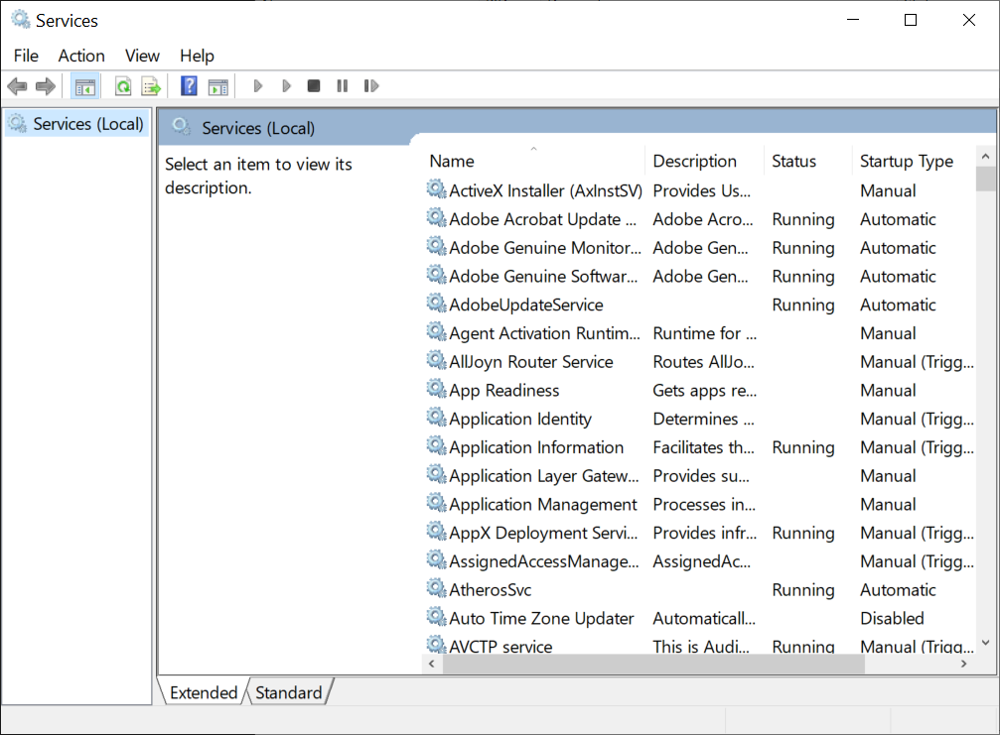 Services
File Action View Help
Services (Local)
Services (Local)
Select an item to view its
description.
Name Description Status Startup Type
ActiveX Installer (AxInstSV) Provides Us... Manual
Adobe Acrobat Update ... Adobe Acro... Running Automatic
Adobe Genuine Monitor... Adobe Gen... Running Automatic
Adobe Genuine Softwar... Adobe Gen... Running Automatic
AdobeUpdateService Running Automatic
Agent Activation Runtim... Runtime for ... Manual
AllJoyn Router Service Routes AllJo... Manual (Trigg...
App Readiness Gets apps re... Manual
Application Identity Determines ... Manual (Trigg...
Application Information Facilitates th... Running Manual (Trigg...
Application Layer Gatew... Provides su... Manual
Application Management Processes in... Manual
AppX Deployment Servi... Provides infr... Running Manual (Trigg...
AssignedAccessManage... AssignedAc... Manual (Trigg...
AtherosSvc Running Automatic
Auto Time Zone Updater Automaticall... Disabled
AVCTP service This is Audi... Running Manual (Trigg...
Extended Standard